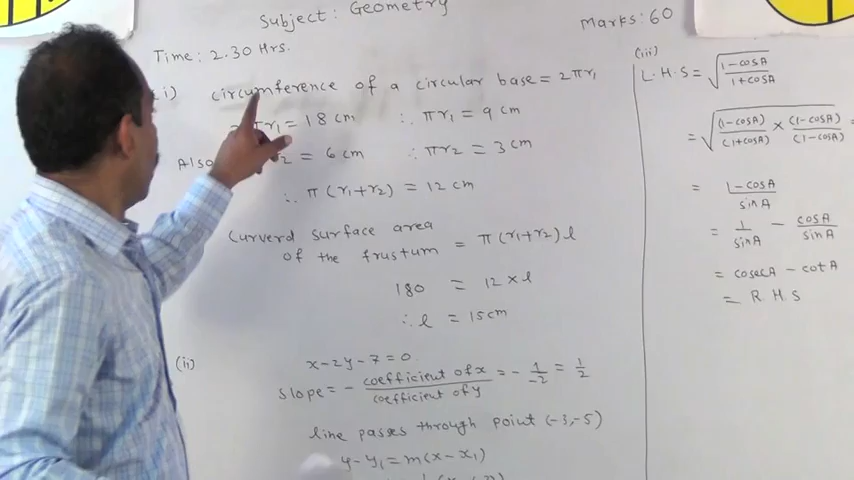 Subject: Geometry
Marks: 60
Time: 2.30 Hrs.
i) circumference of a circular base = 2πr₁
πr₁ = 18 cm ∴ πr₁ = 9 cm
Also r₂ = 6 cm ∴ πr₂ = 3 cm
∴ π(r₁+r₂) = 12 cm
Curverd surface area
of the frustum = π(r₁+r₂)l
180 = 12 × l
∴ l = 15cm
(ii) x-2y-7=0.
slope = - coefficient of x / coefficient of y = - 1/-2 = 1/2
line passes through point (-3,-5)
y-y₁ = m(x-x₁)
(iii)
L.H.S = √(1-cosA / 1+cosA)
= √((1-cosA)/(1+cosA) × (1-cosA)/(1-cosA)) =
= 1-cosA / sinA
= 1/sinA - cosA/sinA
= cosecA - cotA
= R.H.S